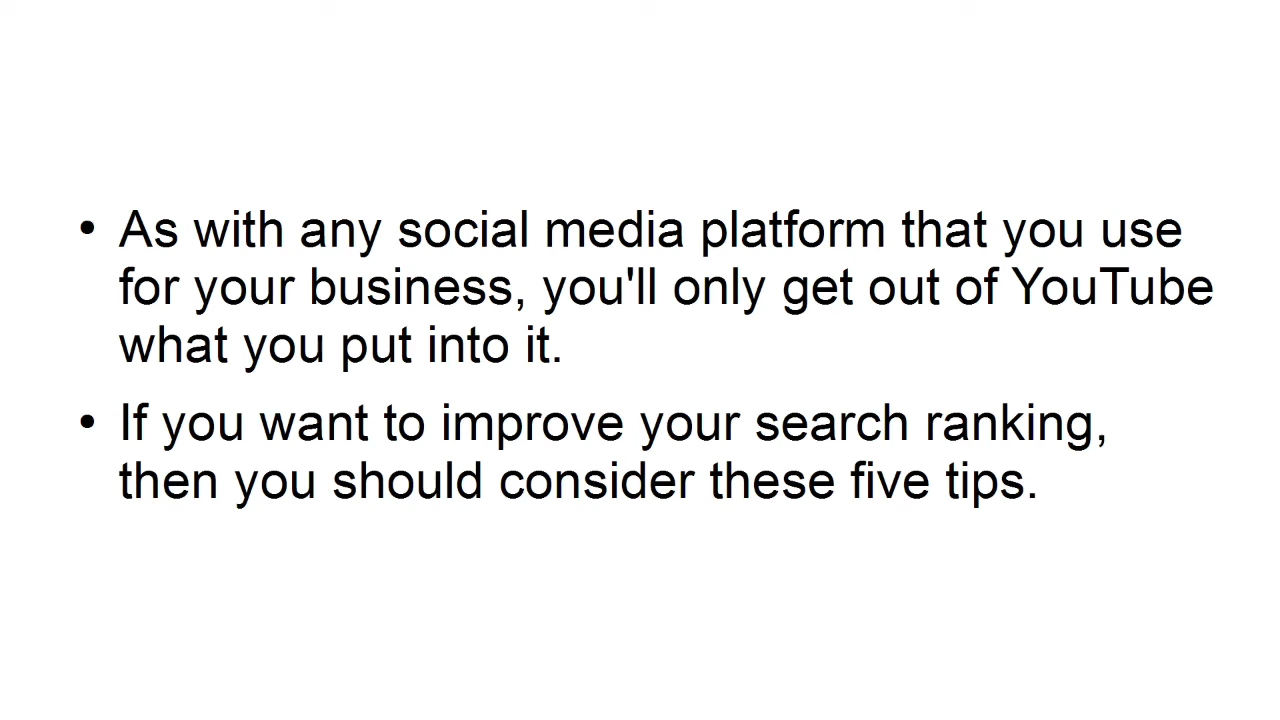 • As with any social media platform that you use
for your business, you'll only get out of YouTube
what you put into it.
• If you want to improve your search ranking,
then you should consider these five tips.